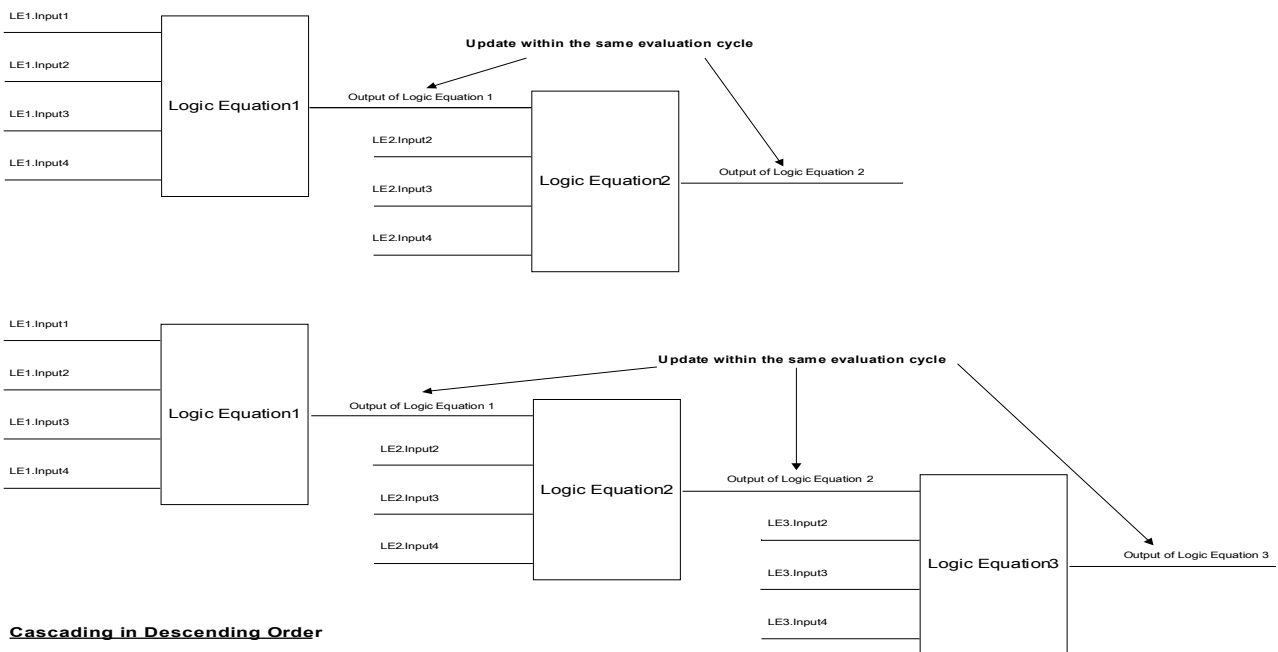 LE1.Input1
Update within the same evaluation cycle
LE1.Input2
Output of Logic Equation 1
Logic Equation1
LE1.Input3
LE2.Input2
LE1.Input4
Output of Logic Equation 2
Logic Equation2
LE2.Input3
LE2.Input4
LE1.Input1
Update within the same evaluation cycle
LE1.Input2
Output of Logic Equation 1
Logic Equation1
LE1.Input3
LE2.Input2
LE1.Input4
Output of Logic Equation 2
Logic Equation2
LE2.Input3
LE3.Input2
LE2.Input4
Output of Logic Equation 3
Logic Equation3
LE3.Input3
LE3.Input4
Cascading in Descending Order